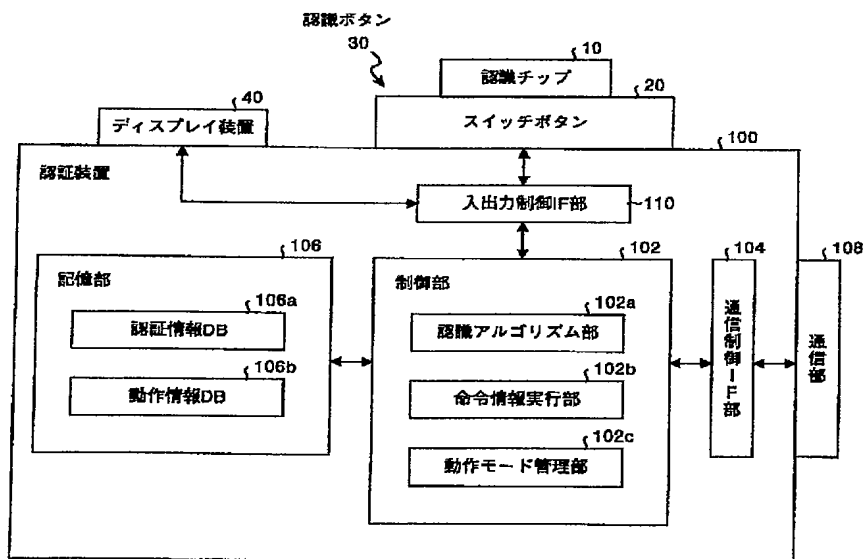 認識ボタン
30
10
認識チップ
20
スイッチボタン
40
ディスプレイ装置
100
認証装置
入出力制御IF部
110
106
記憶部
106a
認証情報DB
106b
動作情報DB
102
制御部
102a
認識アルゴリズム部
102b
命令情報実行部
102c
動作モード管理部
104
通信制御IF部
108
通信部